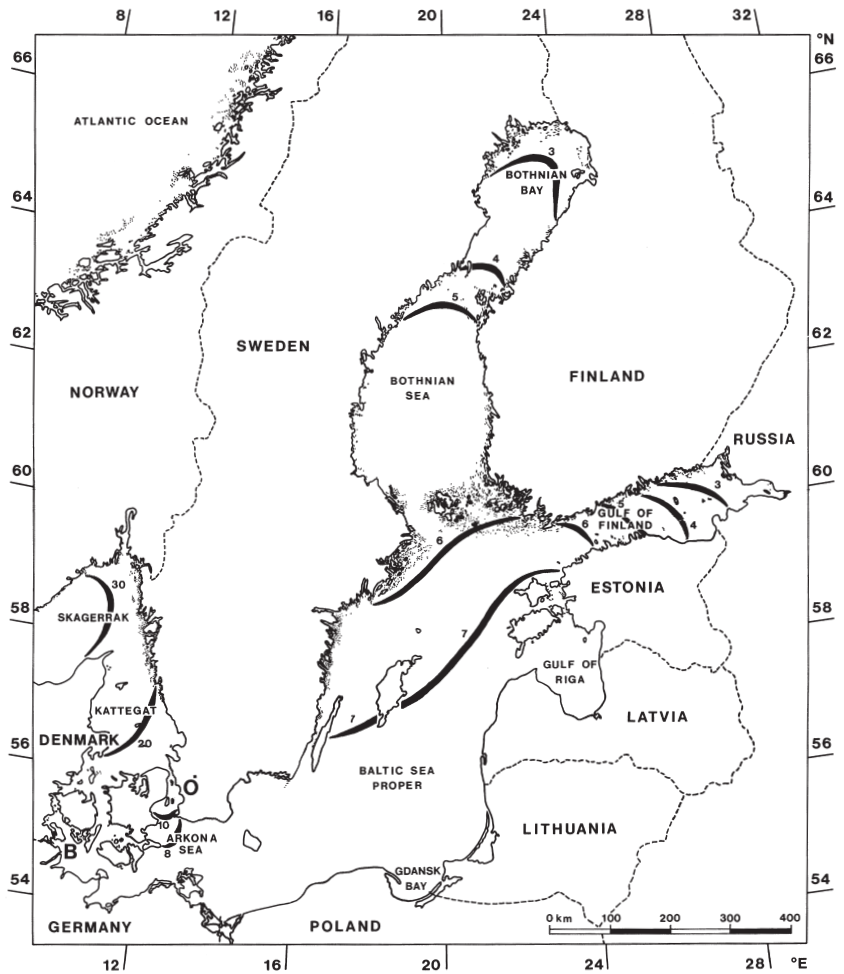 8 12 16 20 24 28 32
°N
66 66
ATLANTIC OCEAN
3
BOTHNIAN
BAY
64 64
4
5
62 62
SWEDEN
BOTHNIAN
SEA
FINLAND
NORWAY
RUSSIA
60 60
3
5
GULF OF
FINLAND
6 4
6
30
ESTONIA
58 58
SKAGERRAK
7
GULF OF
RIGA
KATTEGAT
7
LATVIA
DENMARK
20
56 56
BALTIC SEA
PROPER
Ö
10
ARKONA
SEA
LITHUANIA
B
8
GDANSK
BAY
54 54
GERMANY
POLAND
0 km 100 200 300 400
12 16 20 24 28 °E